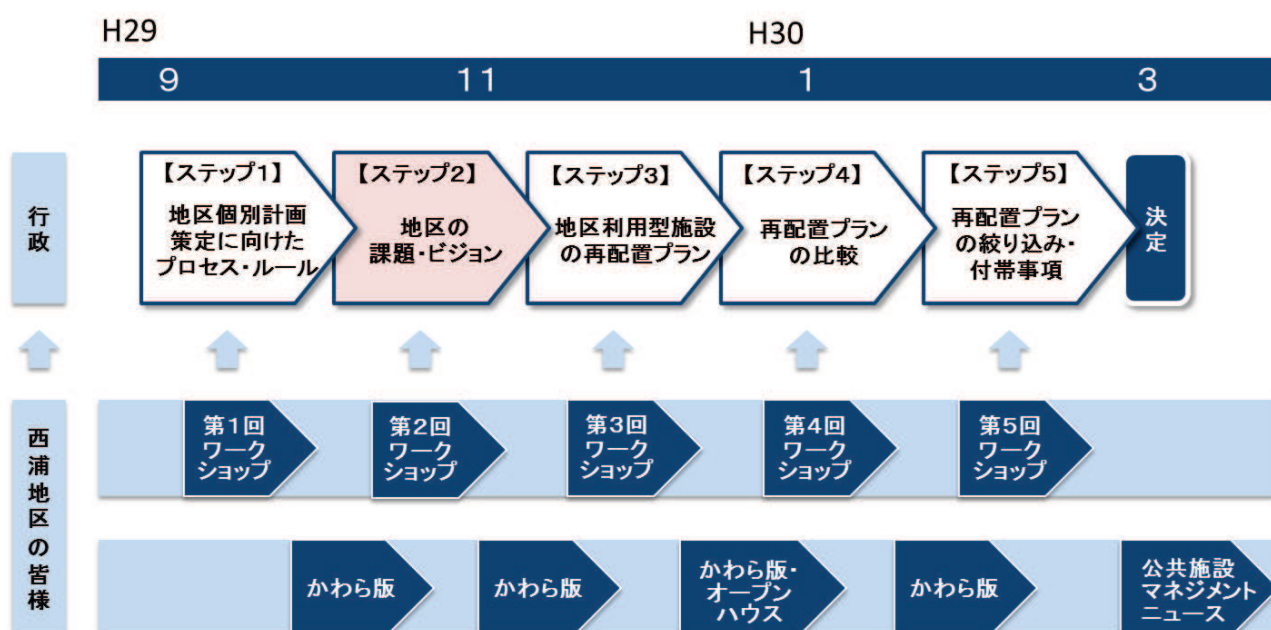 H29
H30
9
11
1
3
行政
【ステップ1】
地区個別計画
策定に向けた
プロセス・ルール
【ステップ2】
地区の
課題・ビジョン
【ステップ3】
地区利用型施設
の再配置プラン
【ステップ4】
再配置プラン
の比較
【ステップ5】
再配置プラン
の絞り込み・
付帯事項
決定
西浦地区の皆様
第1回
ワーク
ショップ
第2回
ワーク
ショップ
第3回
ワーク
ショップ
第4回
ワーク
ショップ
第5回
ワーク
ショップ
かわら版
かわら版
かわら版・
オープン
ハウス
かわら版
公共施設
マネジメント
ニュース